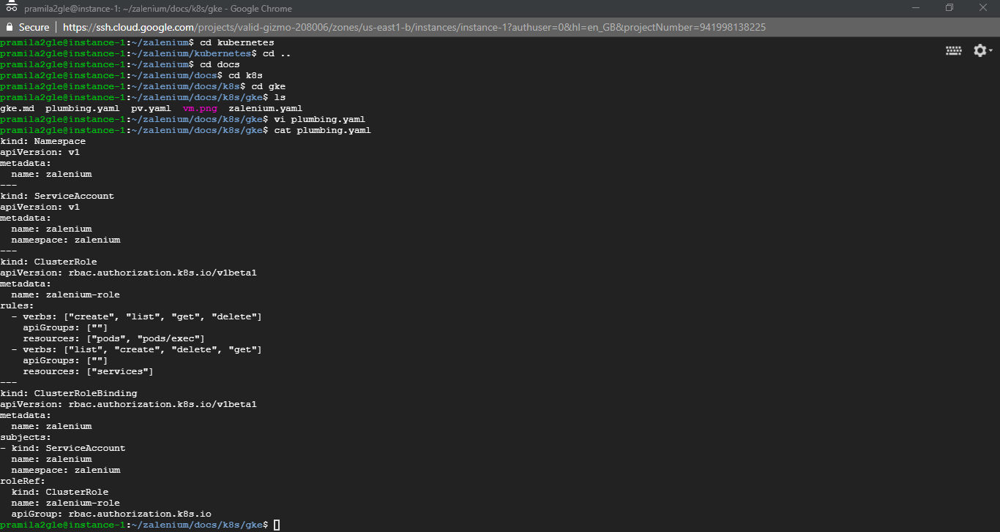 pramila2gle@instance-1: ~/zalenium/docs/k8s/gke - Google Chrome
Secure | https://ssh.cloud.google.com/projects/valid-gizmo-208006/zones/us-east1-b/instances/instance-1?authuser=0&hl=en_GB&projectNumber=941998138225
pramila2gle@instance-1:~/zalenium$ cd kubernetes
pramila2gle@instance-1:~/zalenium/kubernetes$ cd ..
pramila2gle@instance-1:~/zalenium$ cd docs
pramila2gle@instance-1:~/zalenium/docs$ cd k8s
pramila2gle@instance-1:~/zalenium/docs/k8s$ cd gke
pramila2gle@instance-1:~/zalenium/docs/k8s/gke$ ls
gke.md  plumbing.yaml  pv.yaml  vm.png  zalenium.yaml
pramila2gle@instance-1:~/zalenium/docs/k8s/gke$ vi plumbing.yaml
pramila2gle@instance-1:~/zalenium/docs/k8s/gke$ cat plumbing.yaml
kind: Namespace
apiVersion: v1
metadata:
  name: zalenium
---
kind: ServiceAccount
apiVersion: v1
metadata:
  name: zalenium
  namespace: zalenium
---
kind: ClusterRole
apiVersion: rbac.authorization.k8s.io/v1beta1
metadata:
  name: zalenium-role
rules:
  - verbs: ["create", "list", "get", "delete"]
    apiGroups: [""]
    resources: ["pods", "pods/exec"]
  - verbs: ["list", "create", "delete", "get"]
    apiGroups: [""]
    resources: ["services"]
---
kind: ClusterRoleBinding
apiVersion: rbac.authorization.k8s.io/v1beta1
metadata:
  name: zalenium
subjects:
- kind: ServiceAccount
  name: zalenium
  namespace: zalenium
roleRef:
  kind: ClusterRole
  name: zalenium-role
  apiGroup: rbac.authorization.k8s.io
pramila2gle@instance-1:~/zalenium/docs/k8s/gke$